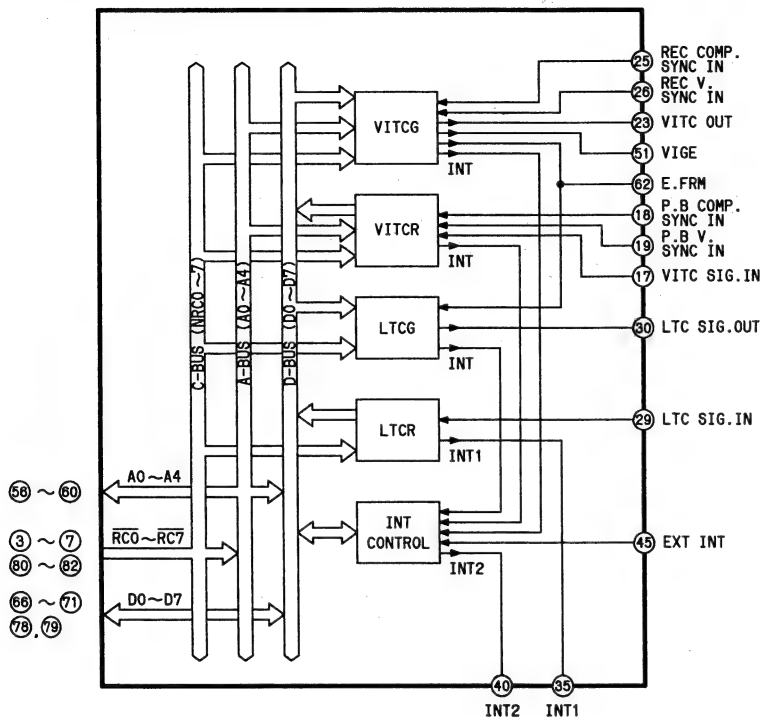 25 REC COMP.
SYNC IN
26 REC V.
SYNC IN
VITCG
23 VITC OUT
51 VIGE
INT
62 E.FRM
18 P.B COMP.
SYNC IN
VITCR
19 P.B V.
SYNC IN
INT
17 VITC SIG.IN
C-BUS (NRC0~7)
A-BUS (A0~A4)
D-BUS (D0~D7)
LTCG
30 LTC SIG.OUT
INT
LTCR
29 LTC SIG.IN
INT1
56 ~ 60
A0~A4
INT
CONTROL
3 ~ 7
80 ~ 82
RC0~RC7
45 EXT INT
INT2
66 ~ 71
78, 79
D0~D7
40
35
INT2
INT1